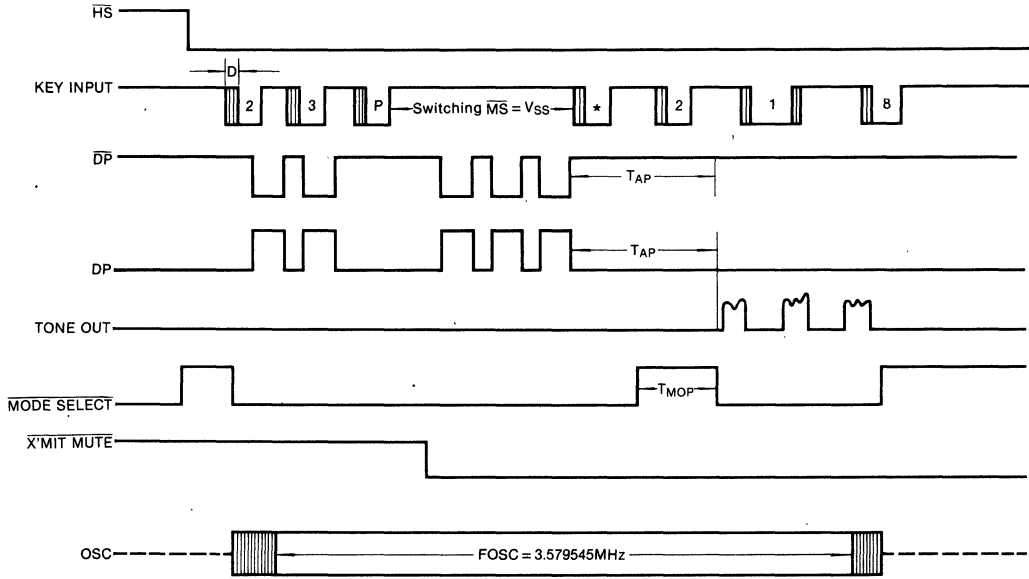 HS
D
KEY INPUT
2 3 P Switching MS = VSS * 2 1 8
DP
TAP
DP
TAP
TONE OUT
MODE SELECT
TMOP
X'MIT MUTE
OSC
FOSC = 3.579545MHz